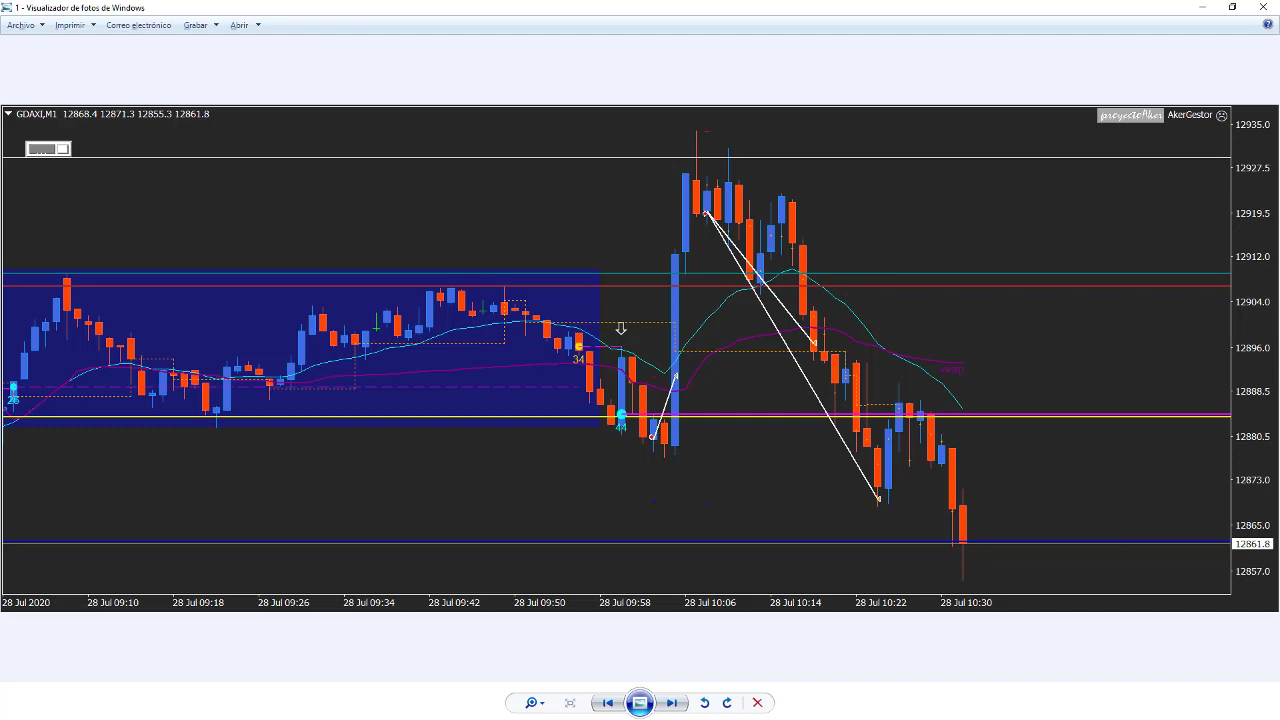 1 - Visualizador de fotos de Windows
Archivo Imprimir Correo electrónico Grabar Abrir
GDAXI,M1 12868.4 12871.3 12855.3 12861.8
proyectoAker AkerGestor
12935.0
12927.5
12919.5
12912.0
12904.0
12896.0
12888.5
12880.5
12873.0
12865.0
12861.8
12857.0
34
26
44
vwap
28 Jul 2020 28 Jul 09:10 28 Jul 09:18 28 Jul 09:26 28 Jul 09:34 28 Jul 09:42 28 Jul 09:50 28 Jul 09:58 28 Jul 10:06 28 Jul 10:14 28 Jul 10:22 28 Jul 10:30